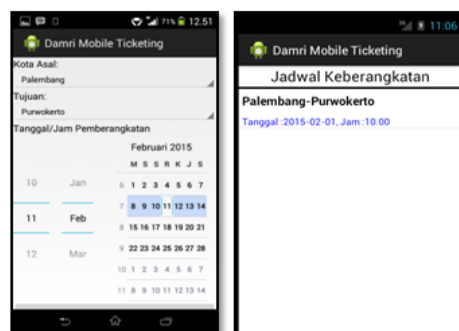 71% 12.51
Damri Mobile Ticketing
Kota Asal:
Palembang
Tujuan:
Purwokerto
Tanggal/Jam Pemberangkatan
Februari 2015
M S S R K J S
10 Jan
6 1 2 3 4 5 6 7
7 8 9 10 11 12 13 14
11 Feb
8 15 16 17 18 19 20 21
12 Mar
9 22 23 24 25 26 27 28
10 1 2 3 4 5 6 7
11 8 9 10 11 12 13 14
11:06
Damri Mobile Ticketing
Jadwal Keberangkatan
Palembang-Purwokerto
Tanggal :2015-02-01, Jam :10.00